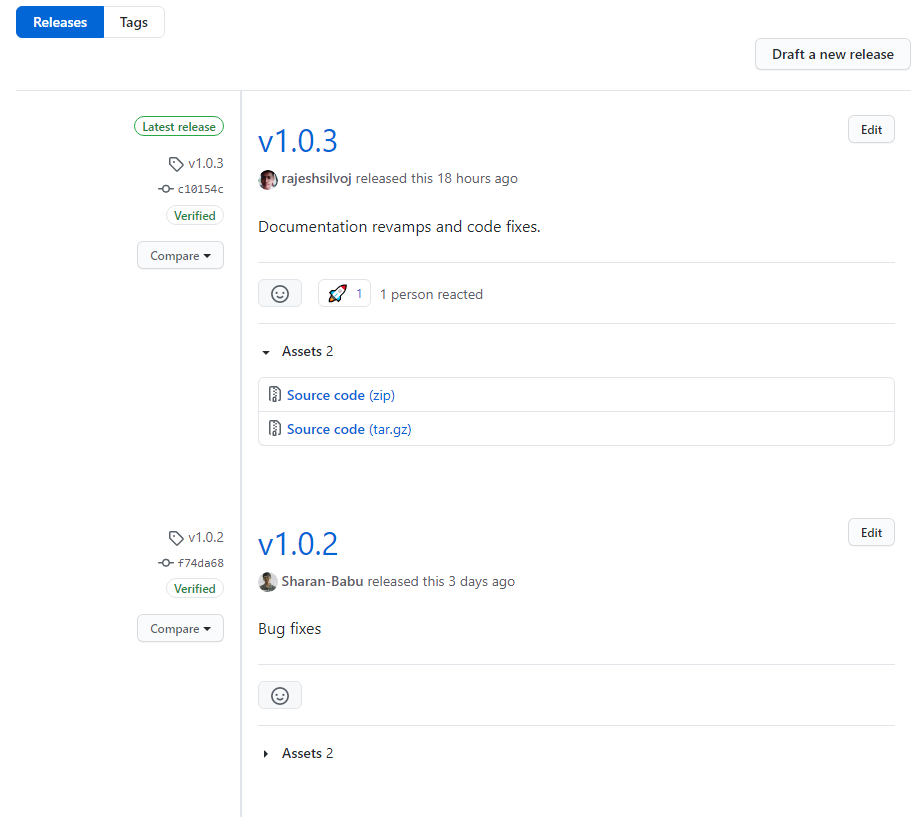 Releases Tags
Draft a new release
Latest release
v1.0.3
c10154c
Verified
Compare
v1.0.3
Edit
rajeshsilvoj released this 18 hours ago
Documentation revamps and code fixes.
1 1 person reacted
Assets 2
Source code (zip)
Source code (tar.gz)
v1.0.2
f74da68
Verified
Compare
v1.0.2
Edit
Sharan-Babu released this 3 days ago
Bug fixes
Assets 2